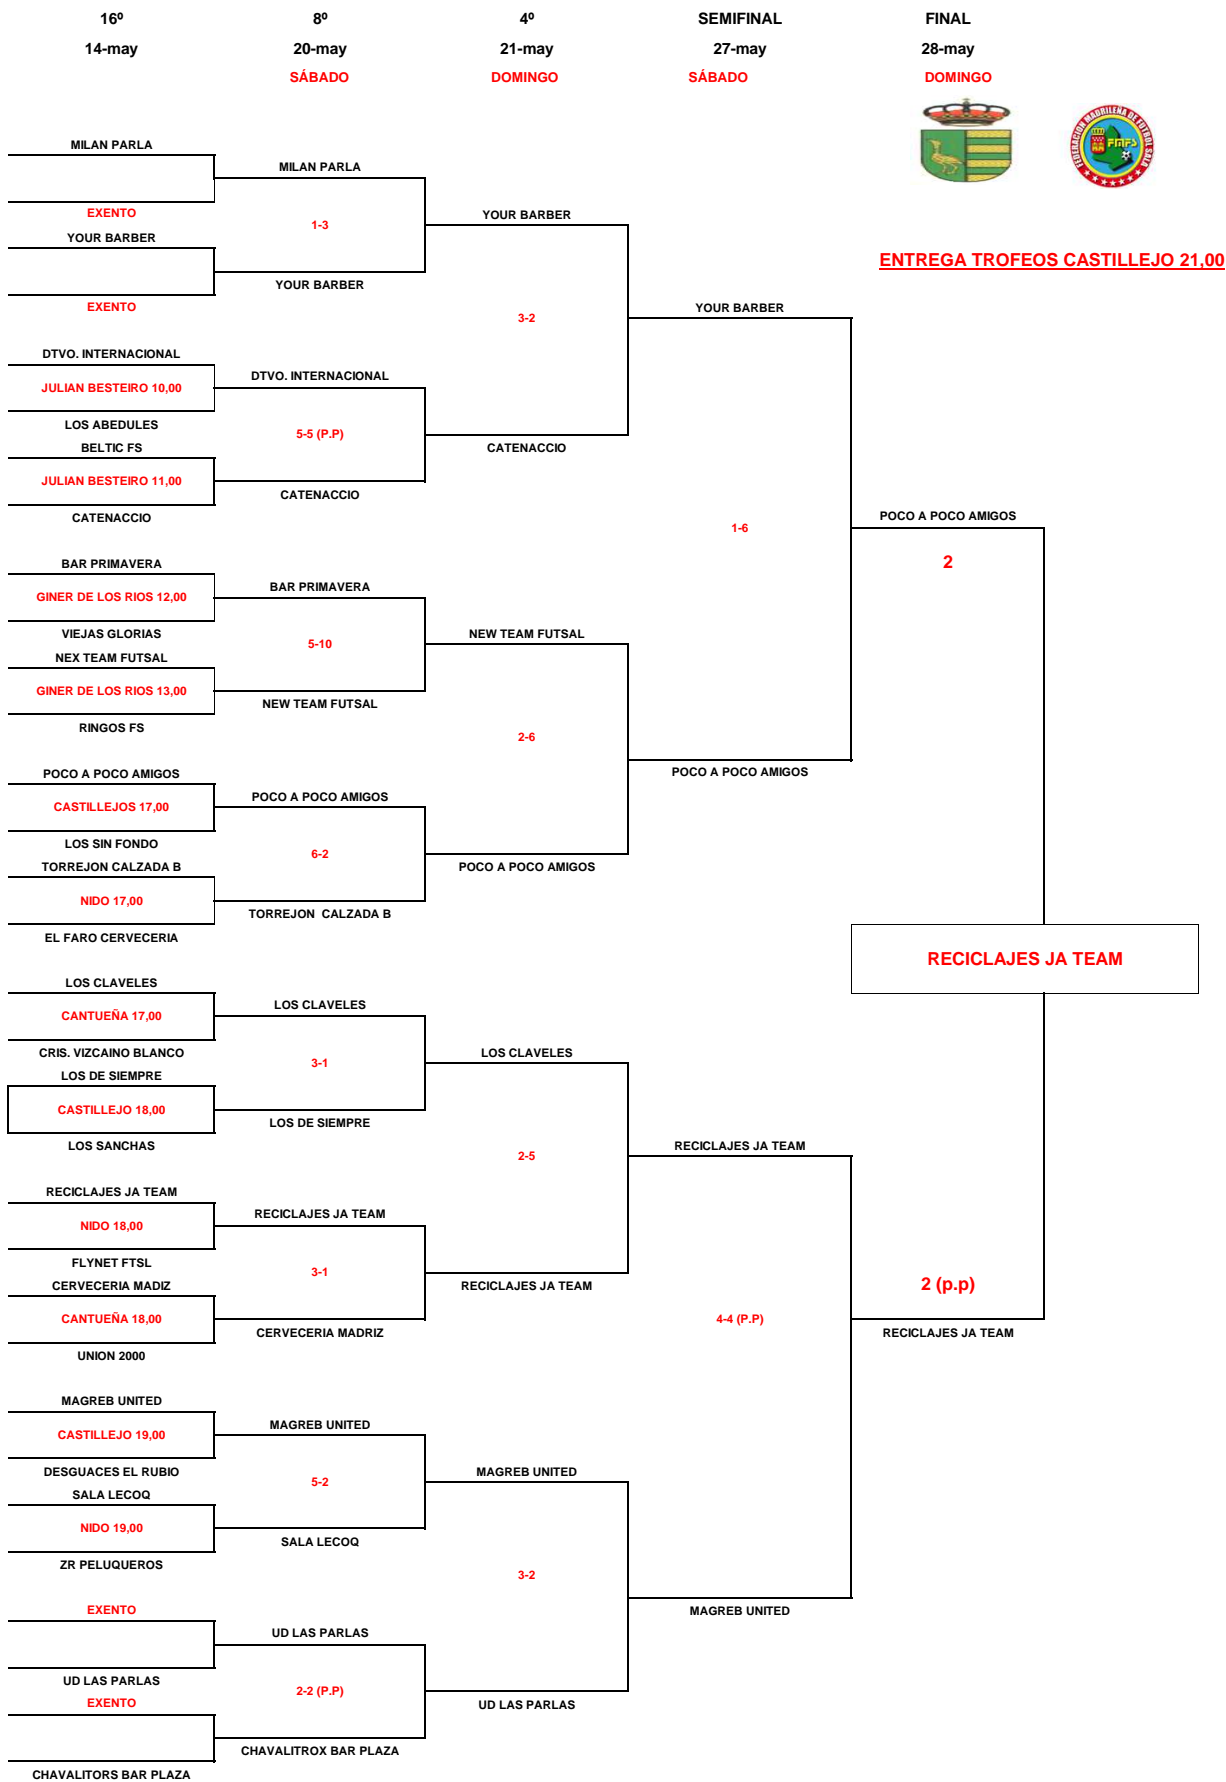 16º 8º 4º SEMIFINAL FINAL
14-may 20-may 21-may 27-may 28-may
SÁBADO DOMINGO SÁBADO DOMINGO
FEDERACION MADRILEÑA DE FUTBOL SALA
FMFS
ENTREGA TROFEOS CASTILLEJO 21,00
MILAN PARLA
EXENTO
YOUR BARBER
EXENTO
DTVO. INTERNACIONAL
JULIAN BESTEIRO 10,00
LOS ABEDULES
BELTIC FS
JULIAN BESTEIRO 11,00
CATENACCIO
BAR PRIMAVERA
GINER DE LOS RIOS 12,00
VIEJAS GLORIAS
NEX TEAM FUTSAL
GINER DE LOS RIOS 13,00
RINGOS FS
POCO A POCO AMIGOS
CASTILLEJOS 17,00
LOS SIN FONDO
TORREJON CALZADA B
NIDO 17,00
EL FARO CERVECERIA
LOS CLAVELES
CANTUEÑA 17,00
CRIS. VIZCAINO BLANCO
LOS DE SIEMPRE
CASTILLEJO 18,00
LOS SANCHAS
RECICLAJES JA TEAM
NIDO 18,00
FLYNET FTSL
CERVECERIA MADIZ
CANTUEÑA 18,00
UNION 2000
MAGREB UNITED
CASTILLEJO 19,00
DESGUACES EL RUBIO
SALA LECOQ
NIDO 19,00
ZR PELUQUEROS
EXENTO
UD LAS PARLAS
EXENTO
CHAVALITORS BAR PLAZA
MILAN PARLA
1-3
YOUR BARBER
DTVO. INTERNACIONAL
5-5 (P.P)
CATENACCIO
BAR PRIMAVERA
5-10
NEW TEAM FUTSAL
POCO A POCO AMIGOS
6-2
TORREJON CALZADA B
LOS CLAVELES
3-1
LOS DE SIEMPRE
RECICLAJES JA TEAM
3-1
CERVECERIA MADRIZ
MAGREB UNITED
5-2
SALA LECOQ
UD LAS PARLAS
2-2 (P.P)
CHAVALITROX BAR PLAZA
YOUR BARBER
3-2
CATENACCIO
NEW TEAM FUTSAL
2-6
POCO A POCO AMIGOS
LOS CLAVELES
2-5
RECICLAJES JA TEAM
MAGREB UNITED
3-2
UD LAS PARLAS
YOUR BARBER
1-6
POCO A POCO AMIGOS
RECICLAJES JA TEAM
4-4 (P.P)
MAGREB UNITED
POCO A POCO AMIGOS
2
RECICLAJES JA TEAM
2 (p.p)
RECICLAJES JA TEAM